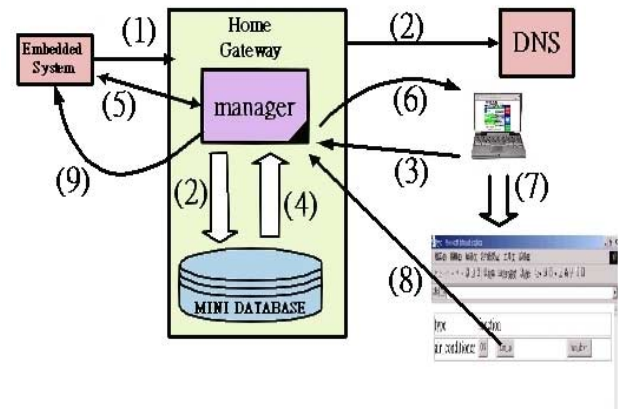 Home
Gateway
Embedded
System
(1)
(2)
DNS
(5)
manager
(6)
(9)
(3)
(2)
(4)
(7)
(8)
MINI DATABASE
type
air conditioner